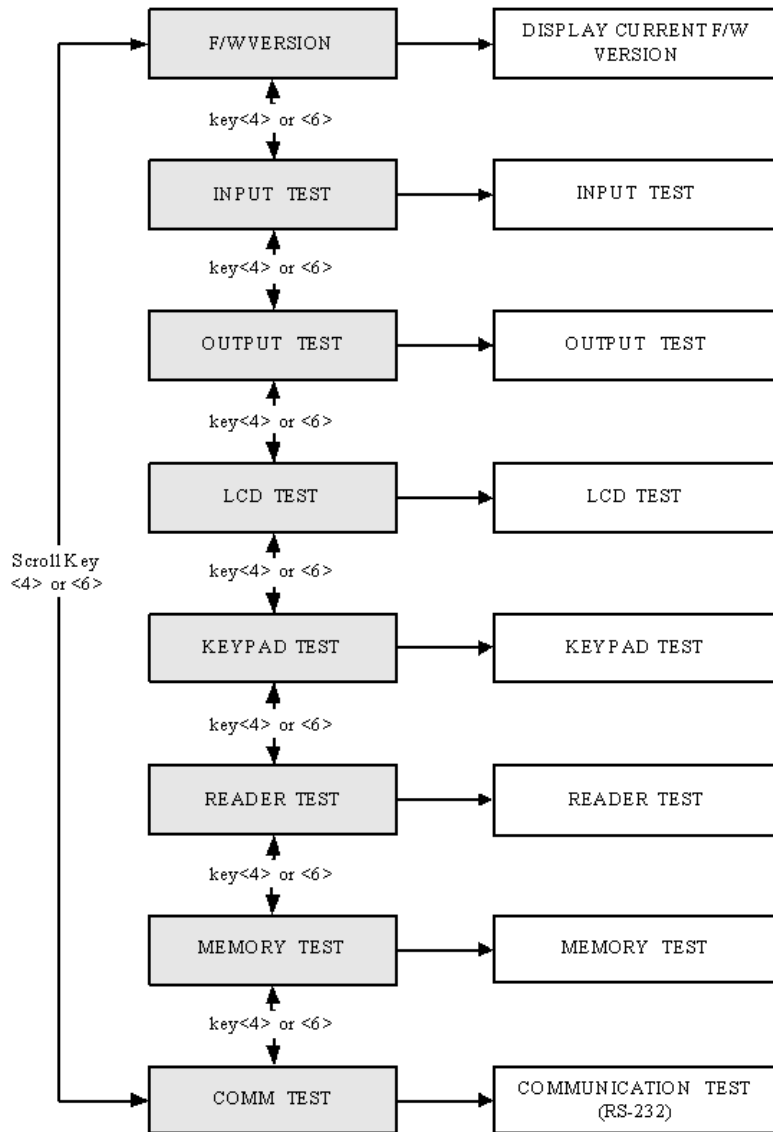 F/W VERSION
DISPLAY CURRENT F/W
VERSION
key<4> or <6>
INPUT TEST
INPUT TEST
key<4> or <6>
OUTPUT TEST
OUTPUT TEST
key<4> or <6>
LCD TEST
LCD TEST
Scroll Key
<4> or <6>
key<4> or <6>
KEYPAD TEST
KEYPAD TEST
key<4> or <6>
READER TEST
READER TEST
key<4> or <6>
MEMORY TEST
MEMORY TEST
key<4> or <6>
COMM TEST
COMMUNICATION TEST
(RS-232)